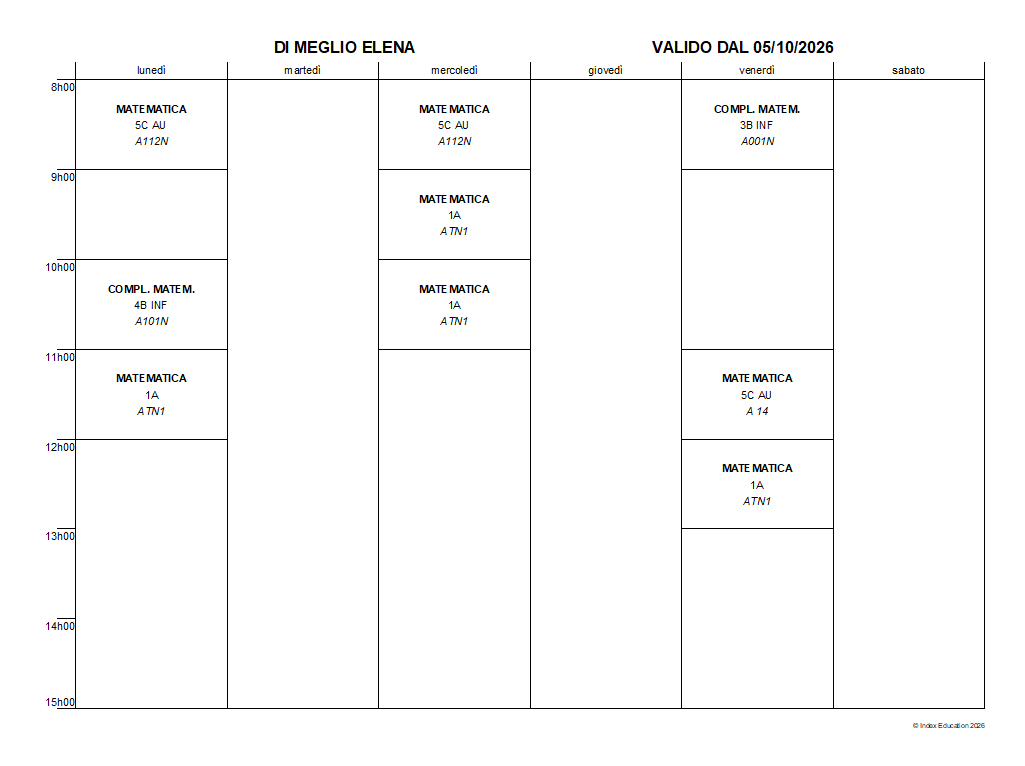 DI MEGLIO ELENA VALIDO DAL 05/10/2026
lunedì martedì mercoledì giovedì venerdì sabato
8h00
MATEMATICA MATEMATICA COMPL. MATEM.
5C AU 5C AU 3B INF
A112N A112N A001N
9h00
MATEMATICA
1A
ATN1
10h00
COMPL. MATEM. MATEMATICA
4B INF 1A
A101N ATN1
11h00
MATEMATICA MATEMATICA
1A 5C AU
ATN1 A 14
12h00
MATEMATICA
1A
ATN1
13h00
14h00
15h00
© Index Education 2026